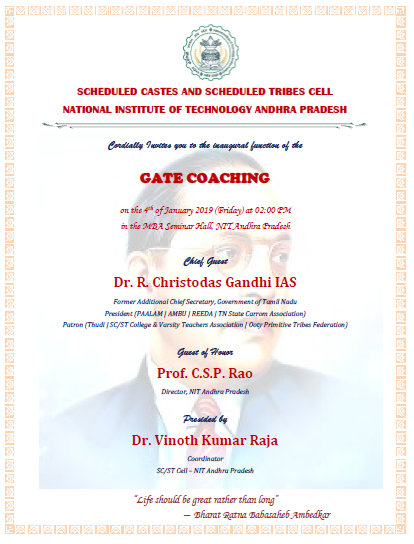 SCHEDULED CASTES AND SCHEDULED TRIBES CELL
NATIONAL INSTITUTE OF TECHNOLOGY ANDHRA PRADESH
Cordially Invites you to the inaugural function of the
GATE COACHING
on the 4th of January 2019 (Friday) at 02:00 PM
in the MBA Seminar Hall, NIT Andhra Pradesh
Chief Guest
Dr. R. Christodas Gandhi IAS
Former Additional Chief Secretary, Government of Tamil Nadu
President (PAALAM | AMBU | REEDA | TN State Carrom Association)
Patron (Thudi | SC/ST College & Varsity Teachers Association | Ooty Primitive Tribes Federation)
Guest of Honor
Prof. C.S.P. Rao
Director, NIT Andhra Pradesh
Presided by
Dr. Vinoth Kumar Raja
Coordinator
SC/ST Cell – NIT Andhra Pradesh
"Life should be great rather than long"
— Bharat Ratna Babasaheb Ambedkar